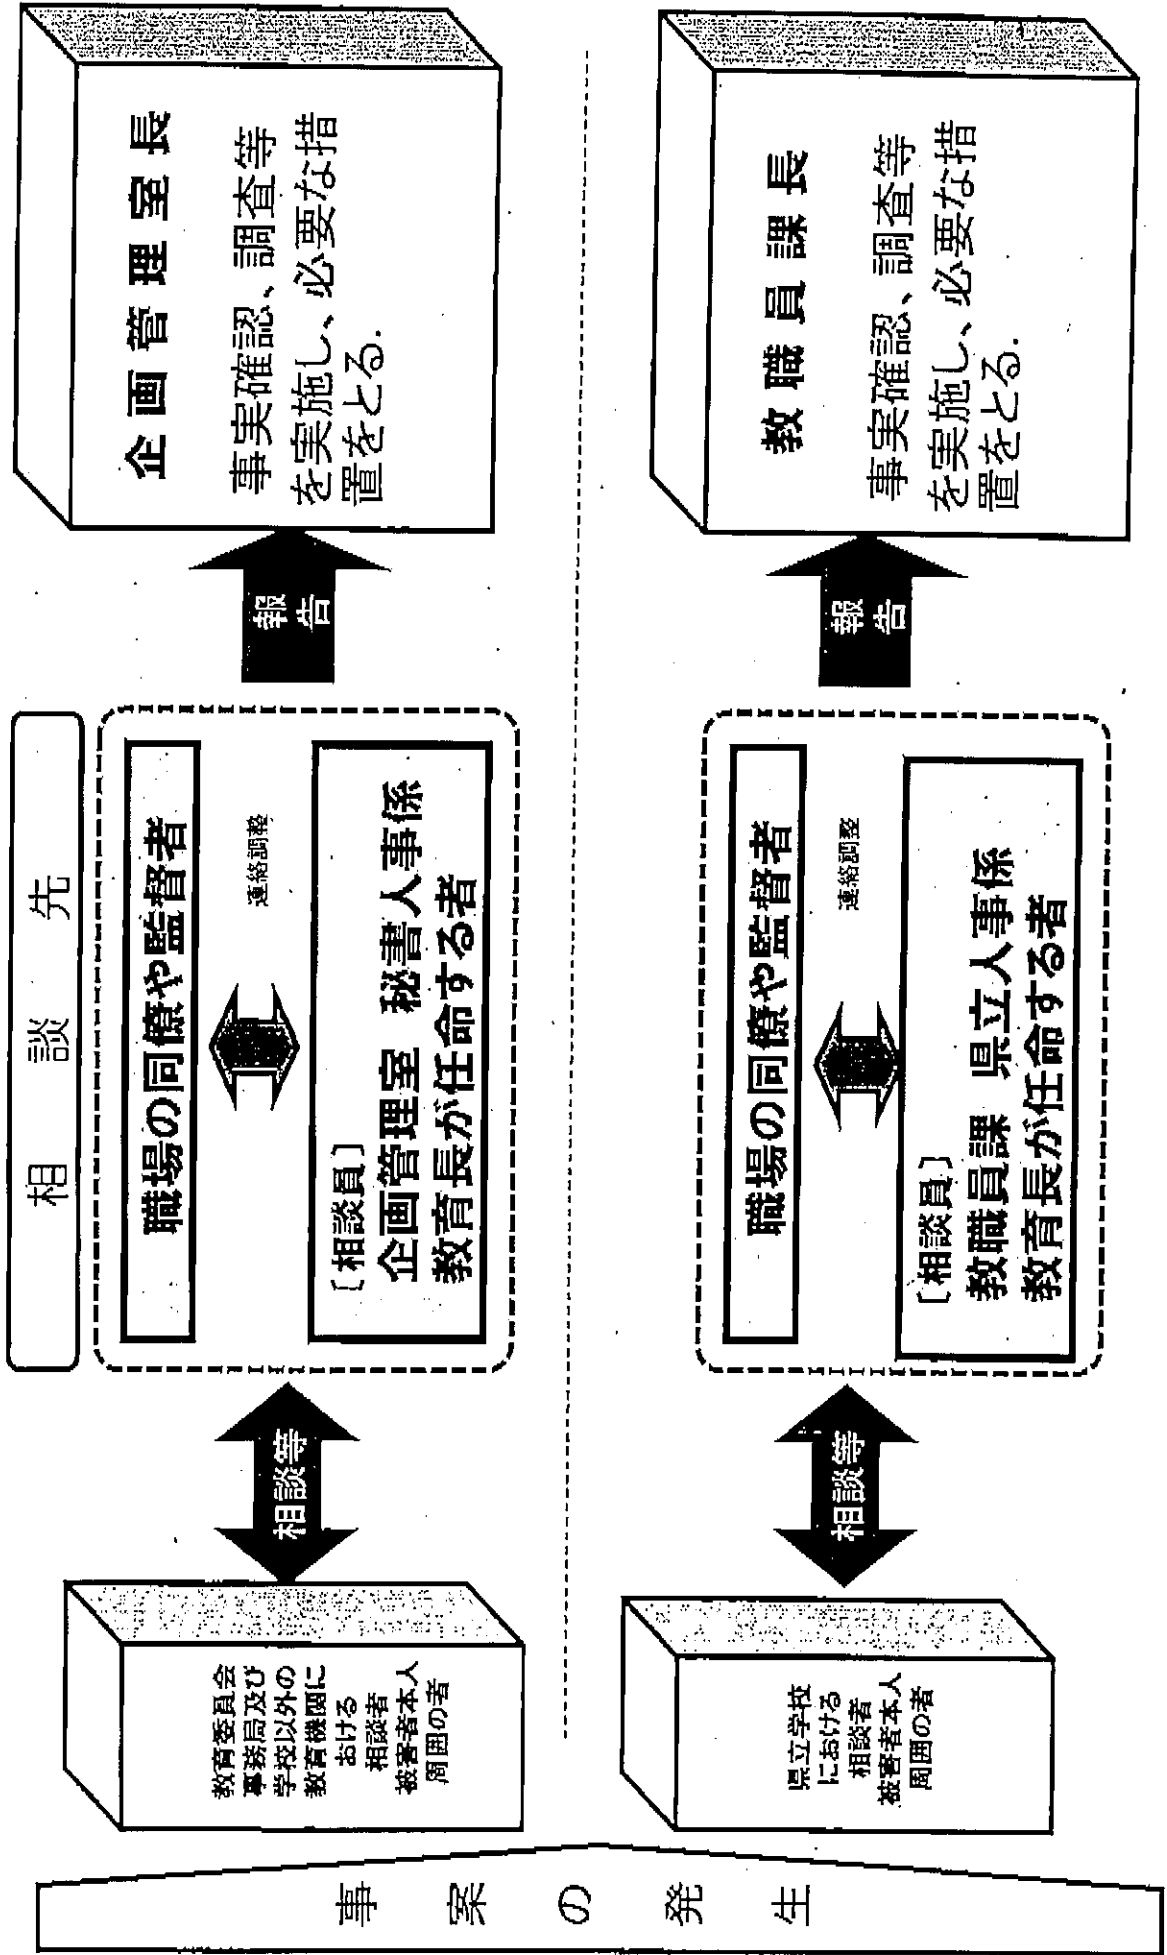 事案の発生
相談先
教育委員会
事務局及び
学校以外の
教育機関に
おける
相談者
被害者本人
周囲の者
相談等
職場の同僚や監督者
連絡調整
[相談員]
企画管理室 秘書人事係
教育長が任命する者
報
告
企画管理室長
事実確認、調査等
を実施し、必要な措
置をとる.
県立学校
における
相談者
被害者本人
周囲の者
相談等
職場の同僚や監督者
連絡調整
[相談員]
教職員課 県立人事係
教育長が任命する者
報
告
教職員課長
事実確認、調査等
を実施し、必要な措
置をとる.